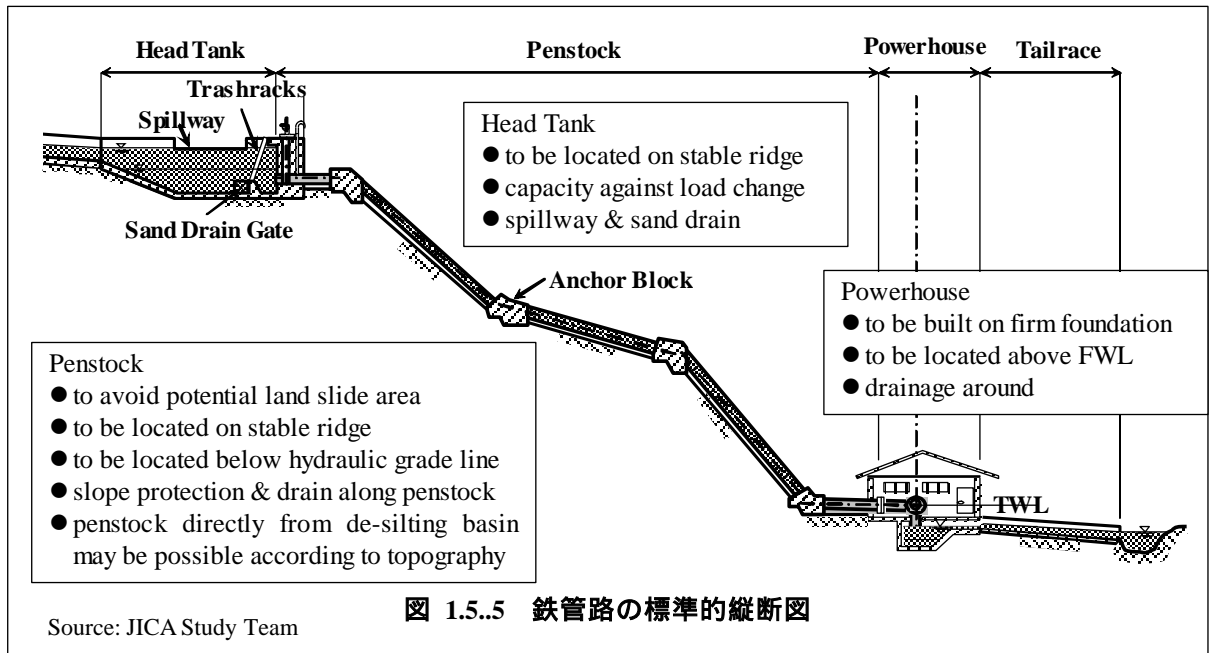 Head Tank
Penstock
Powerhouse
Tailrace
Trashracks
Spillway
Sand Drain Gate
Head Tank
● to be located on stable ridge
● capacity against load change
● spillway & sand drain
Anchor Block
Powerhouse
● to be built on firm foundation
● to be located above FWL
● drainage around
Penstock
● to avoid potential land slide area
● to be located on stable ridge
● to be located below hydraulic grade line
● slope protection & drain along penstock
● penstock directly from de-silting basin
may be possible according to topography
TWL
図 1.5..5 鉄管路の標準的縦断図
Source: JICA Study Team